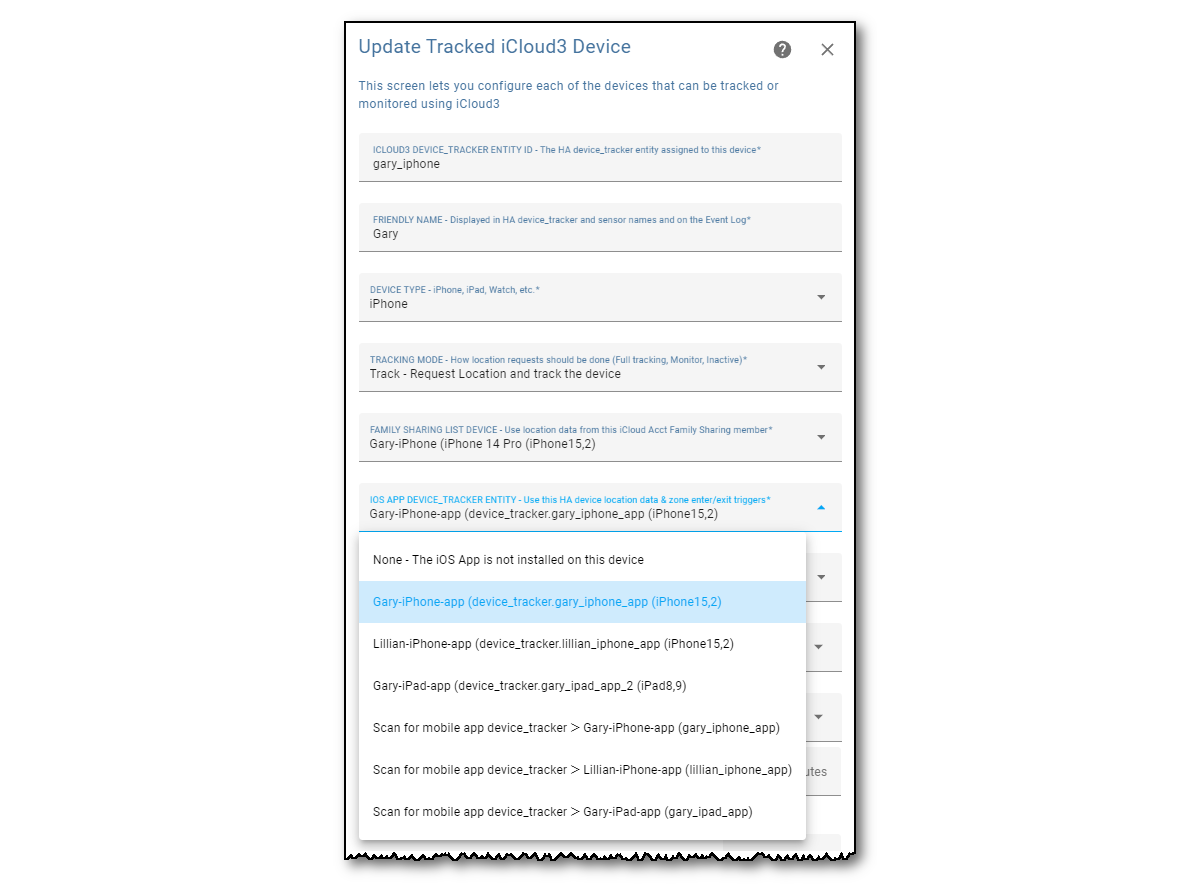 Update Tracked iCloud3 Device
This screen lets you configure each of the devices that can be tracked or
monitored using iCloud3
ICLOUD3 DEVICE_TRACKER ENTITY ID - The HA device_tracker entity assigned to this device*
gary_iphone
FRIENDLY NAME - Displayed in HA device_tracker and sensor names and on the Event Log*
Gary
DEVICE TYPE - iPhone, iPad, Watch, etc.*
iPhone
TRACKING MODE - How location requests should be done (Full tracking, Monitor, Inactive)*
Track - Request Location and track the device
FAMILY SHARING LIST DEVICE - Use location data from this iCloud Acct Family Sharing member*
Gary-iPhone (iPhone 14 Pro (iPhone15,2)
IOS APP DEVICE_TRACKER ENTITY - Use this HA device location data & zone enter/exit triggers*
Gary-iPhone-app (device_tracker.gary_iphone_app (iPhone15,2)
None - The iOS App is not installed on this device
Gary-iPhone-app (device_tracker.gary_iphone_app (iPhone15,2)
Lillian-iPhone-app (device_tracker.lillian_iphone_app (iPhone15,2)
Gary-iPad-app (device_tracker.gary_ipad_app_2 (iPad8,9)
Scan for mobile app device_tracker > Gary-iPhone-app (gary_iphone_app)
Scan for mobile app device_tracker > Lillian-iPhone-app (lillian_iphone_app)
Scan for mobile app device_tracker > Gary-iPad-app (gary_ipad_app)